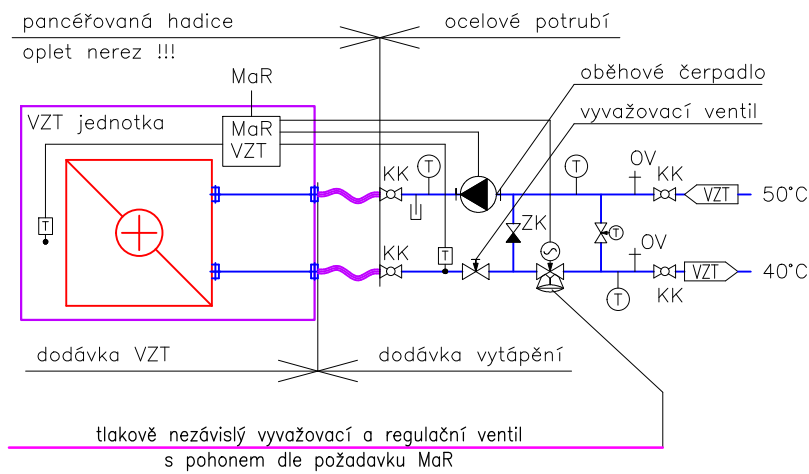 pancéřovaná hadice
ocelové potrubí
oplet nerez !!!
MaR
oběhové čerpadlo
vyvažovací ventil
VZT jednotka
MaR
VZT
KK
T
T
OV
KK
VZT
50°C
T
ZK
T
T
OV
KK
VZT
40°C
T
KK
dodávka VZT
dodávka vytápění
tlakově nezávislý vyvažovací a regulační ventil
s pohonem dle požadavku MaR